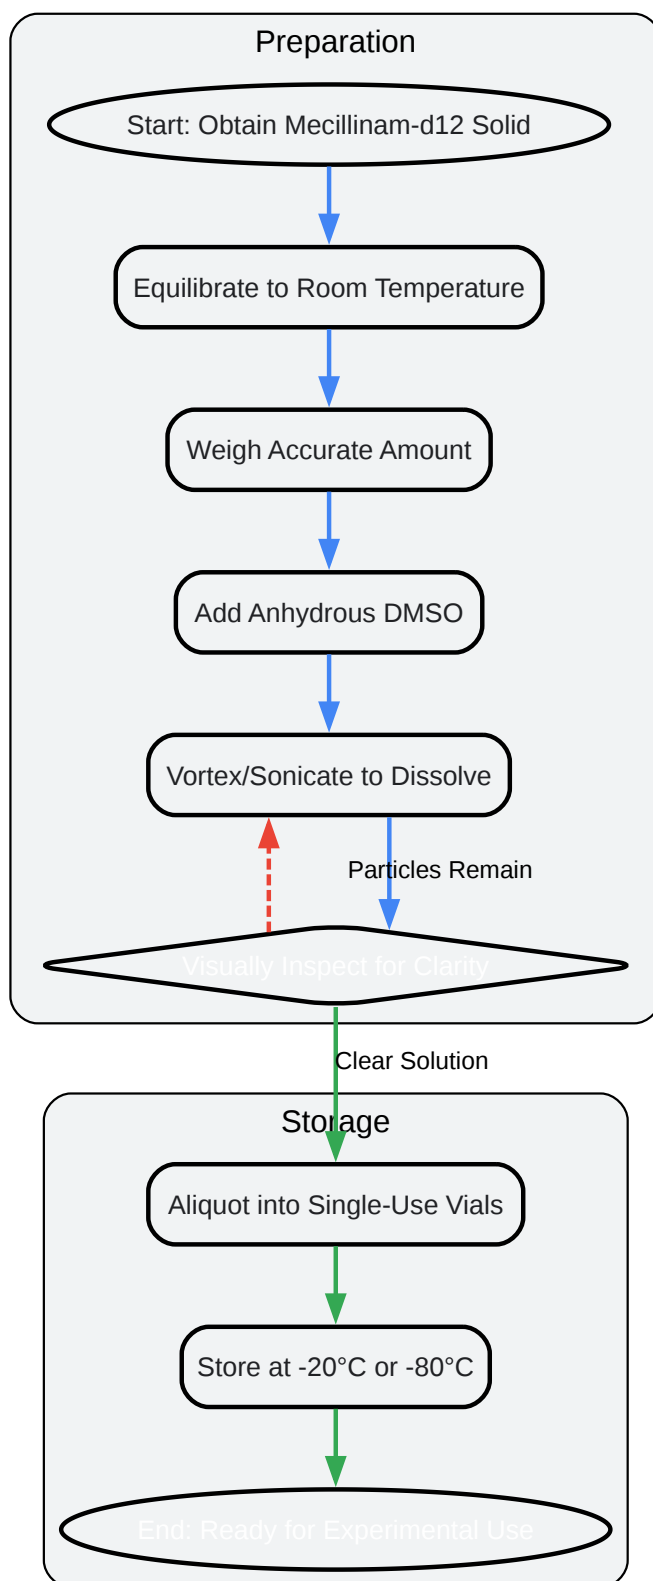 Preparation
Start: Obtain Mecillinam-d12 Solid
Equilibrate to Room Temperature
Weigh Accurate Amount
Add Anhydrous DMSO
Vortex/Sonicate to Dissolve
Particles Remain
Visually Inspect for Clarity
Clear Solution
Storage
Aliquot into Single-Use Vials
Store at -20°C or -80°C
End: Ready for Experimental Use